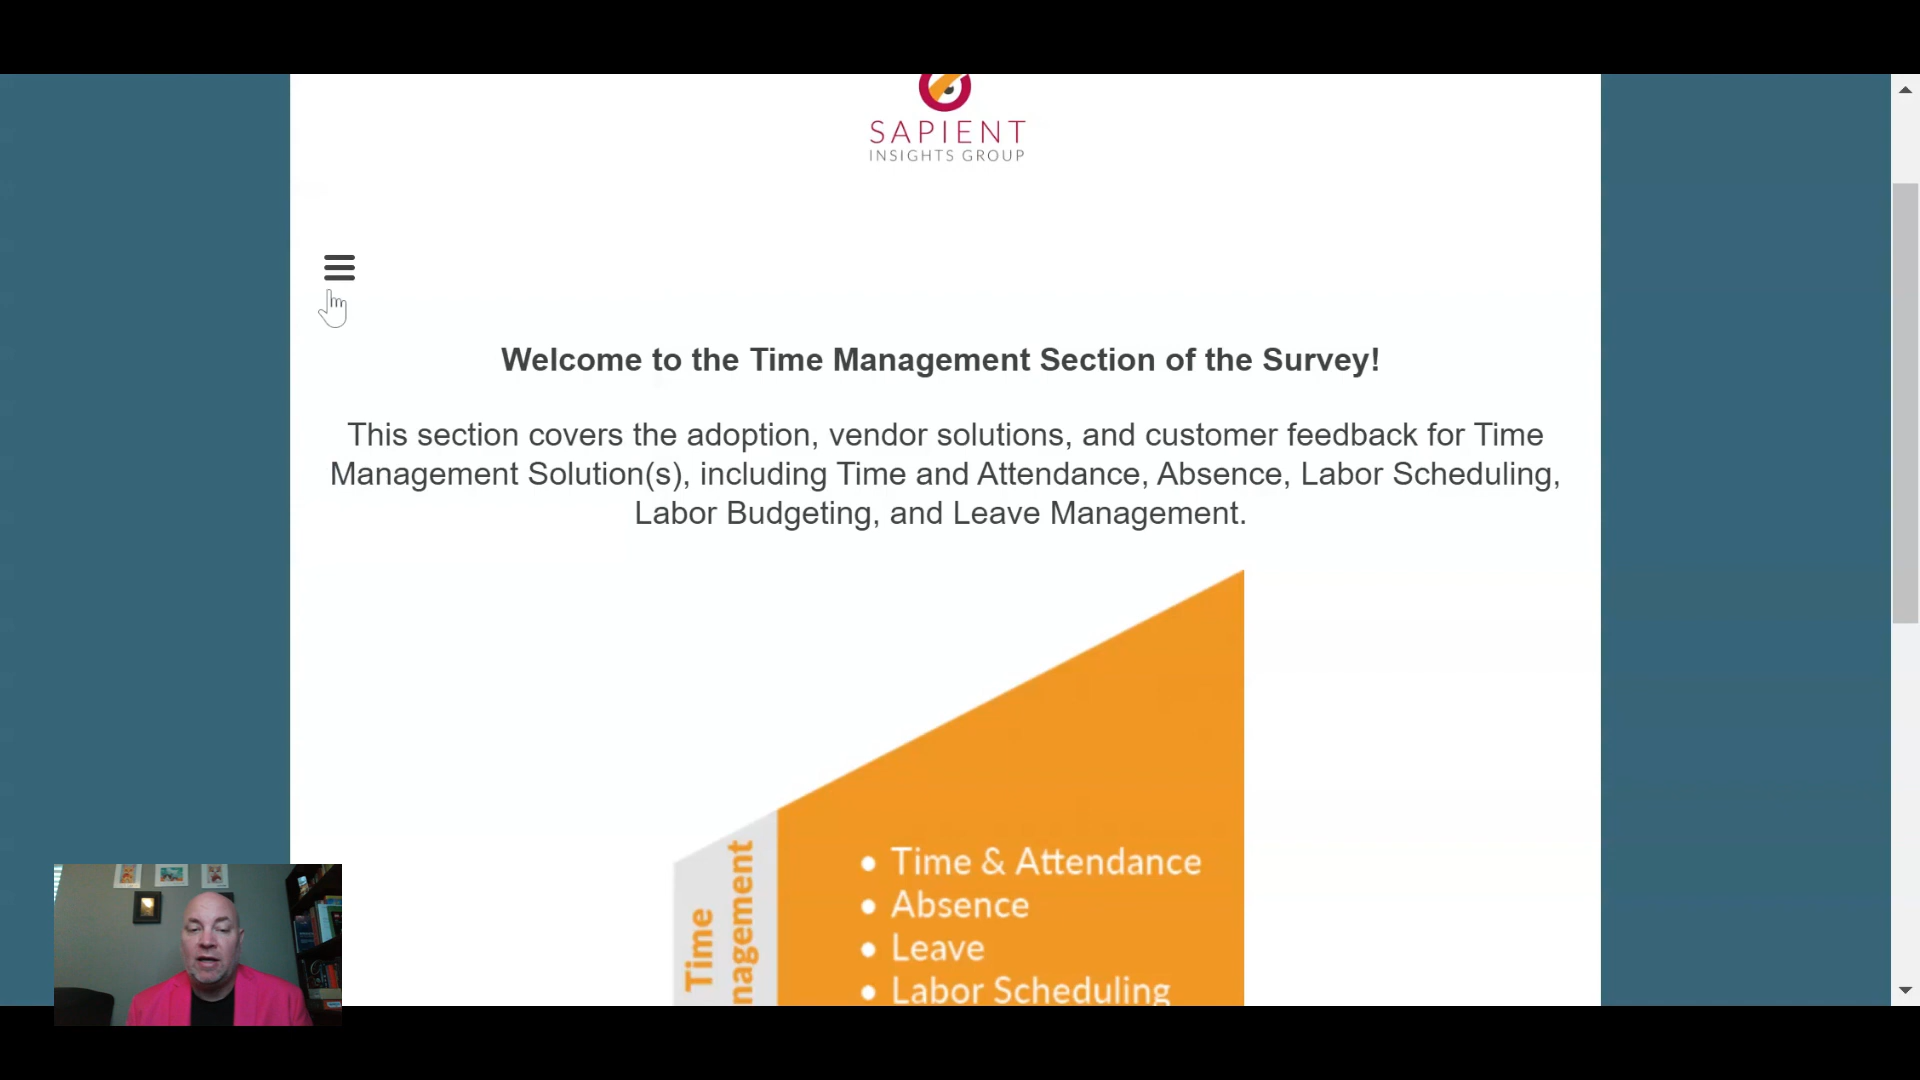 SAPIENT
INSIGHTS GROUP
Welcome to the Time Management Section of the Survey!
This section covers the adoption, vendor solutions, and customer feedback for Time
Management Solution(s), including Time and Attendance, Absence, Labor Scheduling,
Labor Budgeting, and Leave Management.
Time
nagement
• Time & Attendance
• Absence
• Leave
• Labor Scheduling